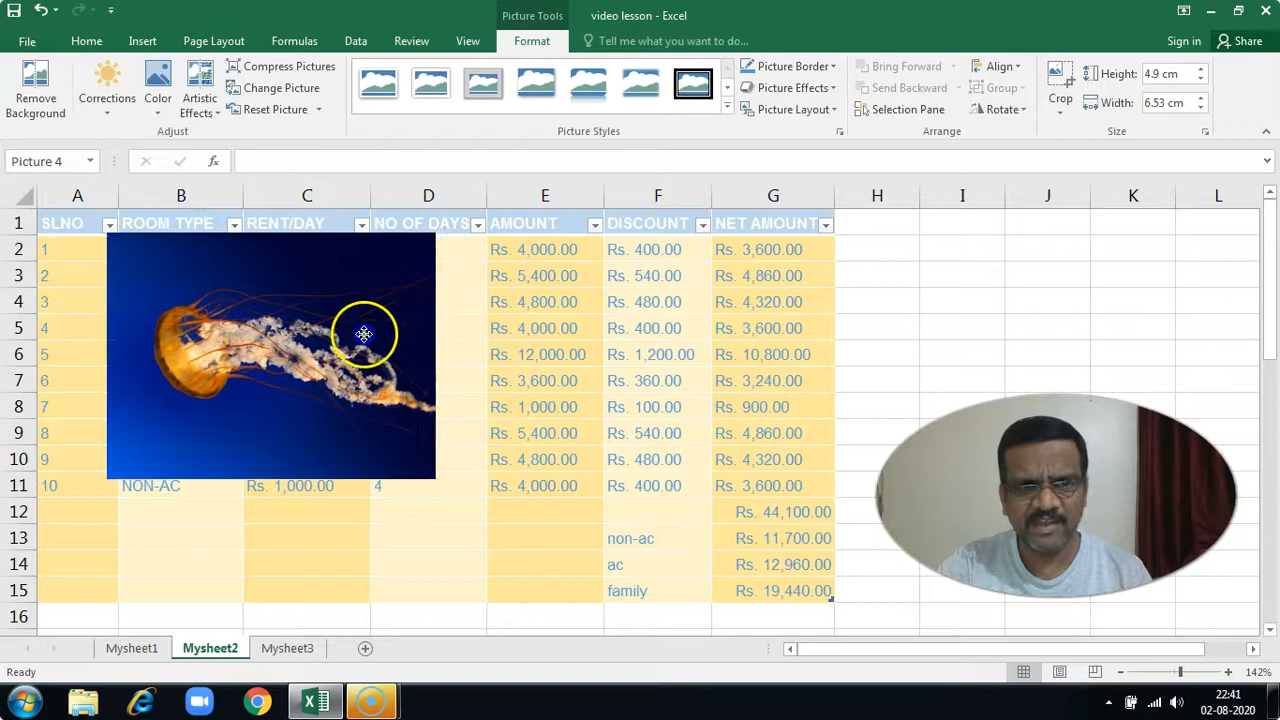 Picture Tools
video lesson - Excel
File Home Insert Page Layout Formulas Data Review View Format Tell me what you want to do... Sign in Share
Remove Background
Corrections
Color
Artistic Effects
Compress Pictures
Change Picture
Reset Picture
Adjust
Picture Styles
Picture Border
Picture Effects
Picture Layout
Bring Forward
Send Backward
Selection Pane
Align
Group
Rotate
Arrange
Crop
Height: 4.9 cm
Width: 6.53 cm
Size
Picture 4 fx
A B C D E F G H I J K L
1 SLNO ROOM TYPE RENT/DAY NO OF DAYS AMOUNT DISCOUNT NET AMOUNT
2 1 Rs. 4,000.00 Rs. 400.00 Rs. 3,600.00
3 2 Rs. 5,400.00 Rs. 540.00 Rs. 4,860.00
4 3 Rs. 4,800.00 Rs. 480.00 Rs. 4,320.00
5 4 Rs. 4,000.00 Rs. 400.00 Rs. 3,600.00
6 5 Rs. 12,000.00 Rs. 1,200.00 Rs. 10,800.00
7 6 Rs. 3,600.00 Rs. 360.00 Rs. 3,240.00
8 7 Rs. 1,000.00 Rs. 100.00 Rs. 900.00
9 8 Rs. 5,400.00 Rs. 540.00 Rs. 4,860.00
10 9 Rs. 4,800.00 Rs. 480.00 Rs. 4,320.00
11 10 NON-AC Rs. 1,000.00 4 Rs. 4,000.00 Rs. 400.00 Rs. 3,600.00
12 Rs. 44,100.00
13 non-ac Rs. 11,700.00
14 ac Rs. 12,960.00
15 family Rs. 19,440.00
16
Mysheet1 Mysheet2 Mysheet3
Ready 142%
22:41
02-08-2020